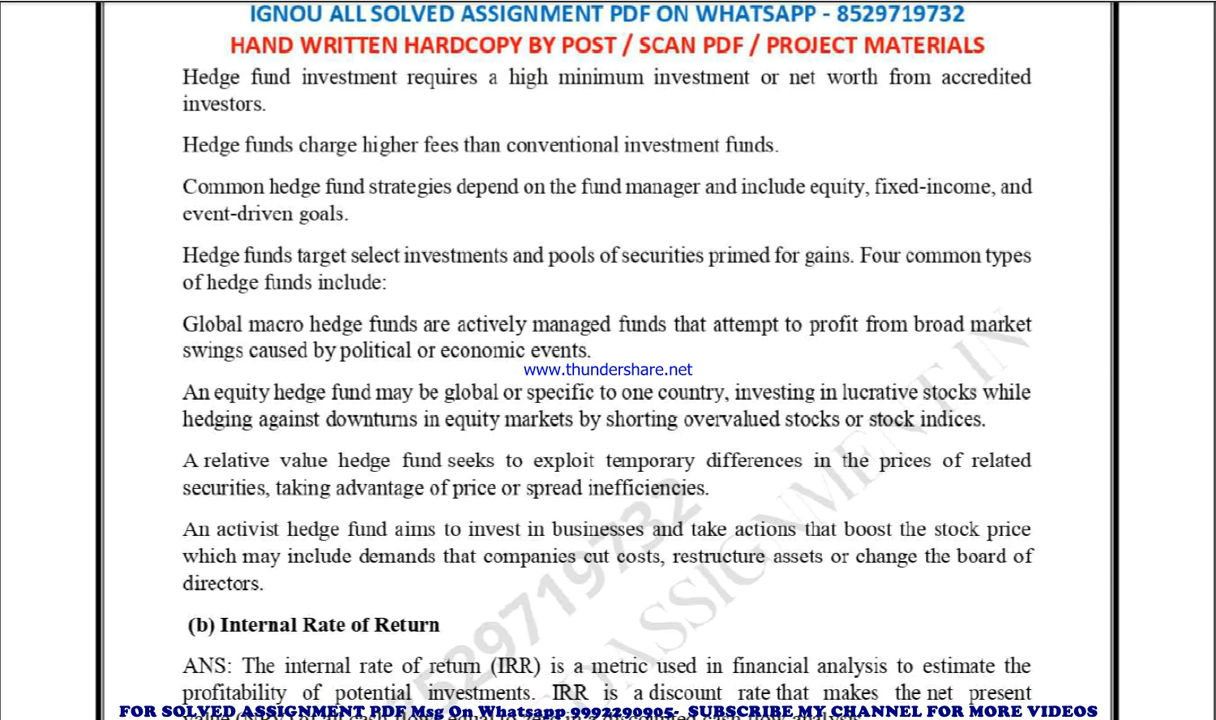 IGNOU ALL SOLVED ASSIGNMENT PDF ON WHATSAPP - 8529719732
HAND WRITTEN HARDCOPY BY POST / SCAN PDF / PROJECT MATERIALS
Hedge fund investment requires a high minimum investment or net worth from accredited
investors.
Hedge funds charge higher fees than conventional investment funds.
Common hedge fund strategies depend on the fund manager and include equity, fixed-income, and
event-driven goals.
Hedge funds target select investments and pools of securities primed for gains. Four common types
of hedge funds include:
Global macro hedge funds are actively managed funds that attempt to profit from broad market
swings caused by political or economic events.
www.thundershare.net
An equity hedge fund may be global or specific to one country, investing in lucrative stocks while
hedging against downturns in equity markets by shorting overvalued stocks or stock indices.
A relative value hedge fund seeks to exploit temporary differences in the prices of related
securities, taking advantage of price or spread inefficiencies.
An activist hedge fund aims to invest in businesses and take actions that boost the stock price
which may include demands that companies cut costs, restructure assets or change the board of
directors.
(b) Internal Rate of Return
ANS: The internal rate of return (IRR) is a metric used in financial analysis to estimate the
profitability of potential investments. IRR is a discount rate that makes the net present
FOR SOLVED ASSIGNMENT PDF Msg On Whatsapp 9992290905- SUBSCRIBE MY CHANNEL FOR MORE VIDEOS
529719732
ASSIGNMENT IN